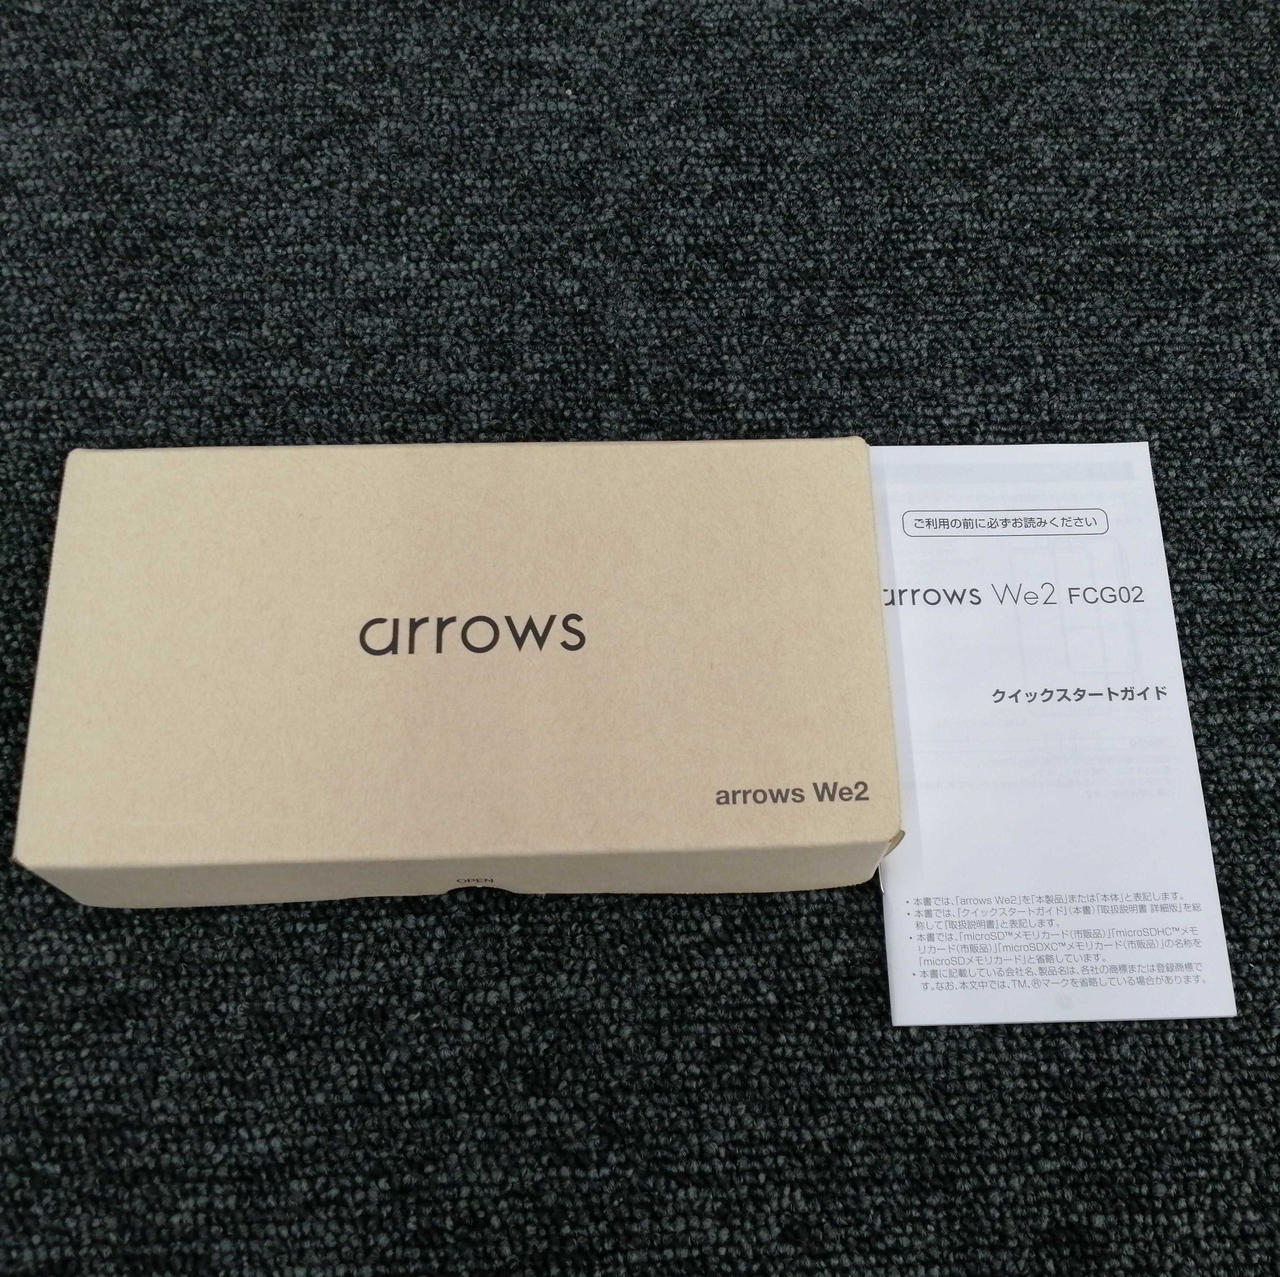 arrows
arrows We2
OPEN
ご利用の前に必ずお読みください
arrows We2 FCG02
クイックスタートガイド
・本書では、「arrows We2」を「本製品」または「本体」と表記します。
・本書では、「クイックスタートガイド」(本書)「取扱説明書 詳細版」を総
称して「取扱説明書」と表記します。
・本書では、「microSD™メモリカード(市販品)」「microSDHC™メモ
リカード(市販品)」「microSDXC™メモリカード(市販品)」の名称を
「microSDメモリカード」と省略しています。
・本書に記載している会社名、製品名は、各社の商標または登録商標で
す。なお、本文中では、TM、®マークを省略している場合があります。